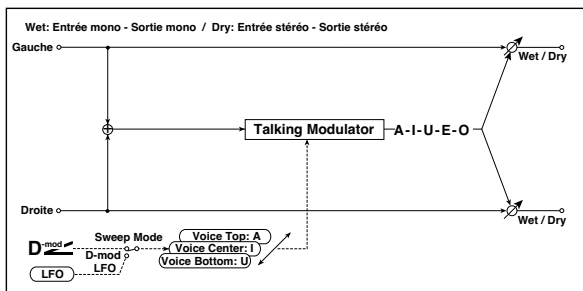 Wet: Entrée mono - Sortie mono / Dry: Entrée stéréo - Sortie stéréo
Gauche
Wet / Dry
Talking Modulator
A-I-U-E-O
Droite
Wet / Dry
Sweep Mode
D-mod
D-mod
LFO
LFO
Voice Top: A
Voice Center: I
Voice Bottom: U